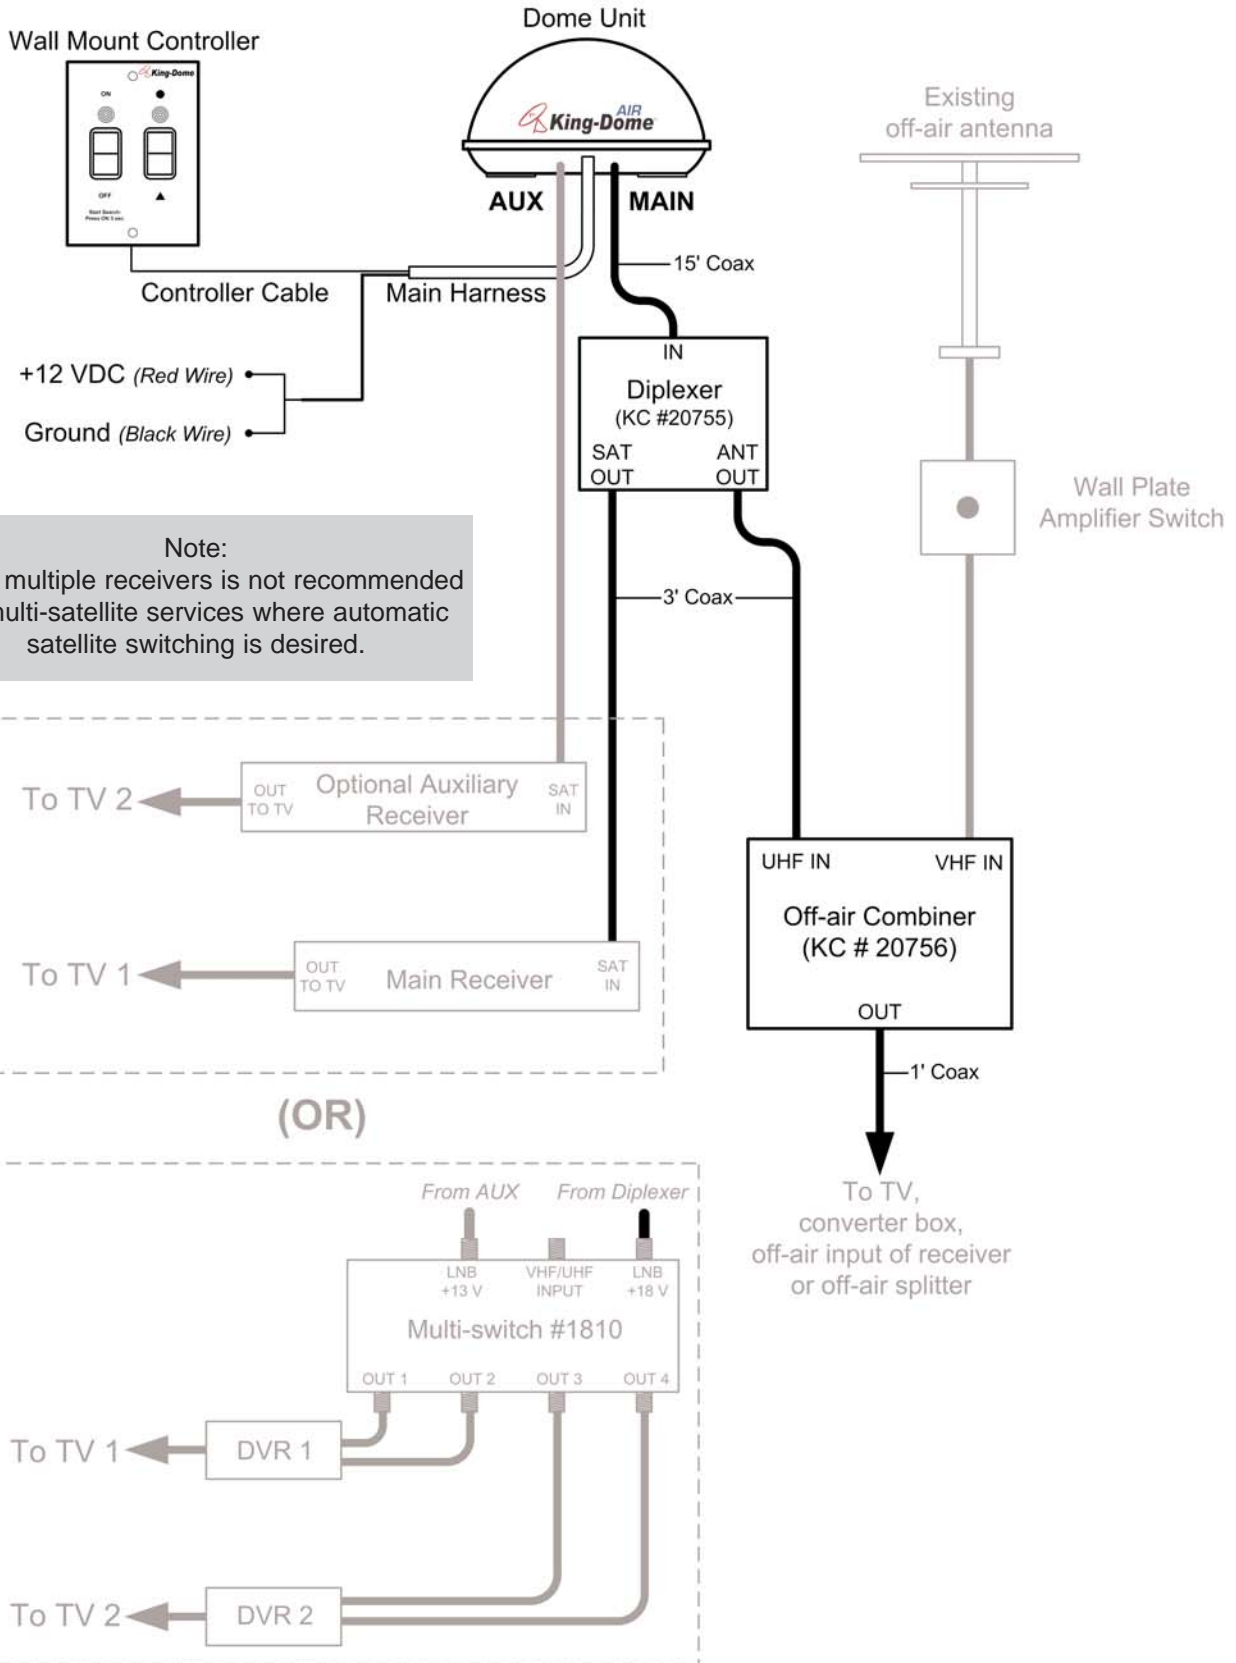 Dome Unit
Wall Mount Controller
King-Dome
ON
OFF
Start Search:
Press ON 3 sec
AIR
King-Dome
AUX
MAIN
Existing
off-air antenna
15' Coax
Controller Cable
Main Harness
IN
Diplexer
(KC #20755)
SAT
OUT
ANT
OUT
+12 VDC (Red Wire)
Ground (Black Wire)
Wall Plate
Amplifier Switch
Note:
multiple receivers is not recommended
multi-satellite services where automatic
satellite switching is desired.
3' Coax
To TV 2
OUT
TO TV
Optional Auxiliary
Receiver
SAT
IN
UHF IN
VHF IN
Off-air Combiner
(KC # 20756)
OUT
To TV 1
OUT
TO TV
Main Receiver
SAT
IN
1' Coax
(OR)
To TV,
converter box,
off-air input of receiver
or off-air splitter
From AUX
From Diplexer
LNB
+13 V
VHF/UHF
INPUT
LNB
+18 V
Multi-switch #1810
OUT 1
OUT 2
OUT 3
OUT 4
To TV 1
DVR 1
To TV 2
DVR 2